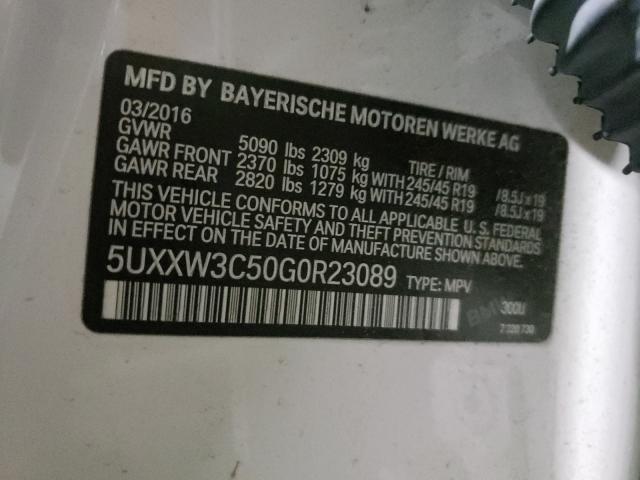 MFD BY BAYERISCHE MOTOREN WERKE AG
03/2016
GVWR 5090 lbs 2309 kg TIRE / RIM
GAWR FRONT 2370 lbs 1075 kg WITH 245/45 R19 /8.5J x 19
GAWR REAR 2820 lbs 1279 kg WITH 245/45 R19 /8.5J x 19
THIS VEHICLE CONFORMS TO ALL APPLICABLE U. S. FEDERAL
MOTOR VEHICLE SAFETY AND THEFT PREVENTION STANDARDS
IN EFFECT ON THE DATE OF MANUFACTURE SHOWN ABOVE.
5UXXW3C50G0R23089 TYPE: MPV
BMW 300U